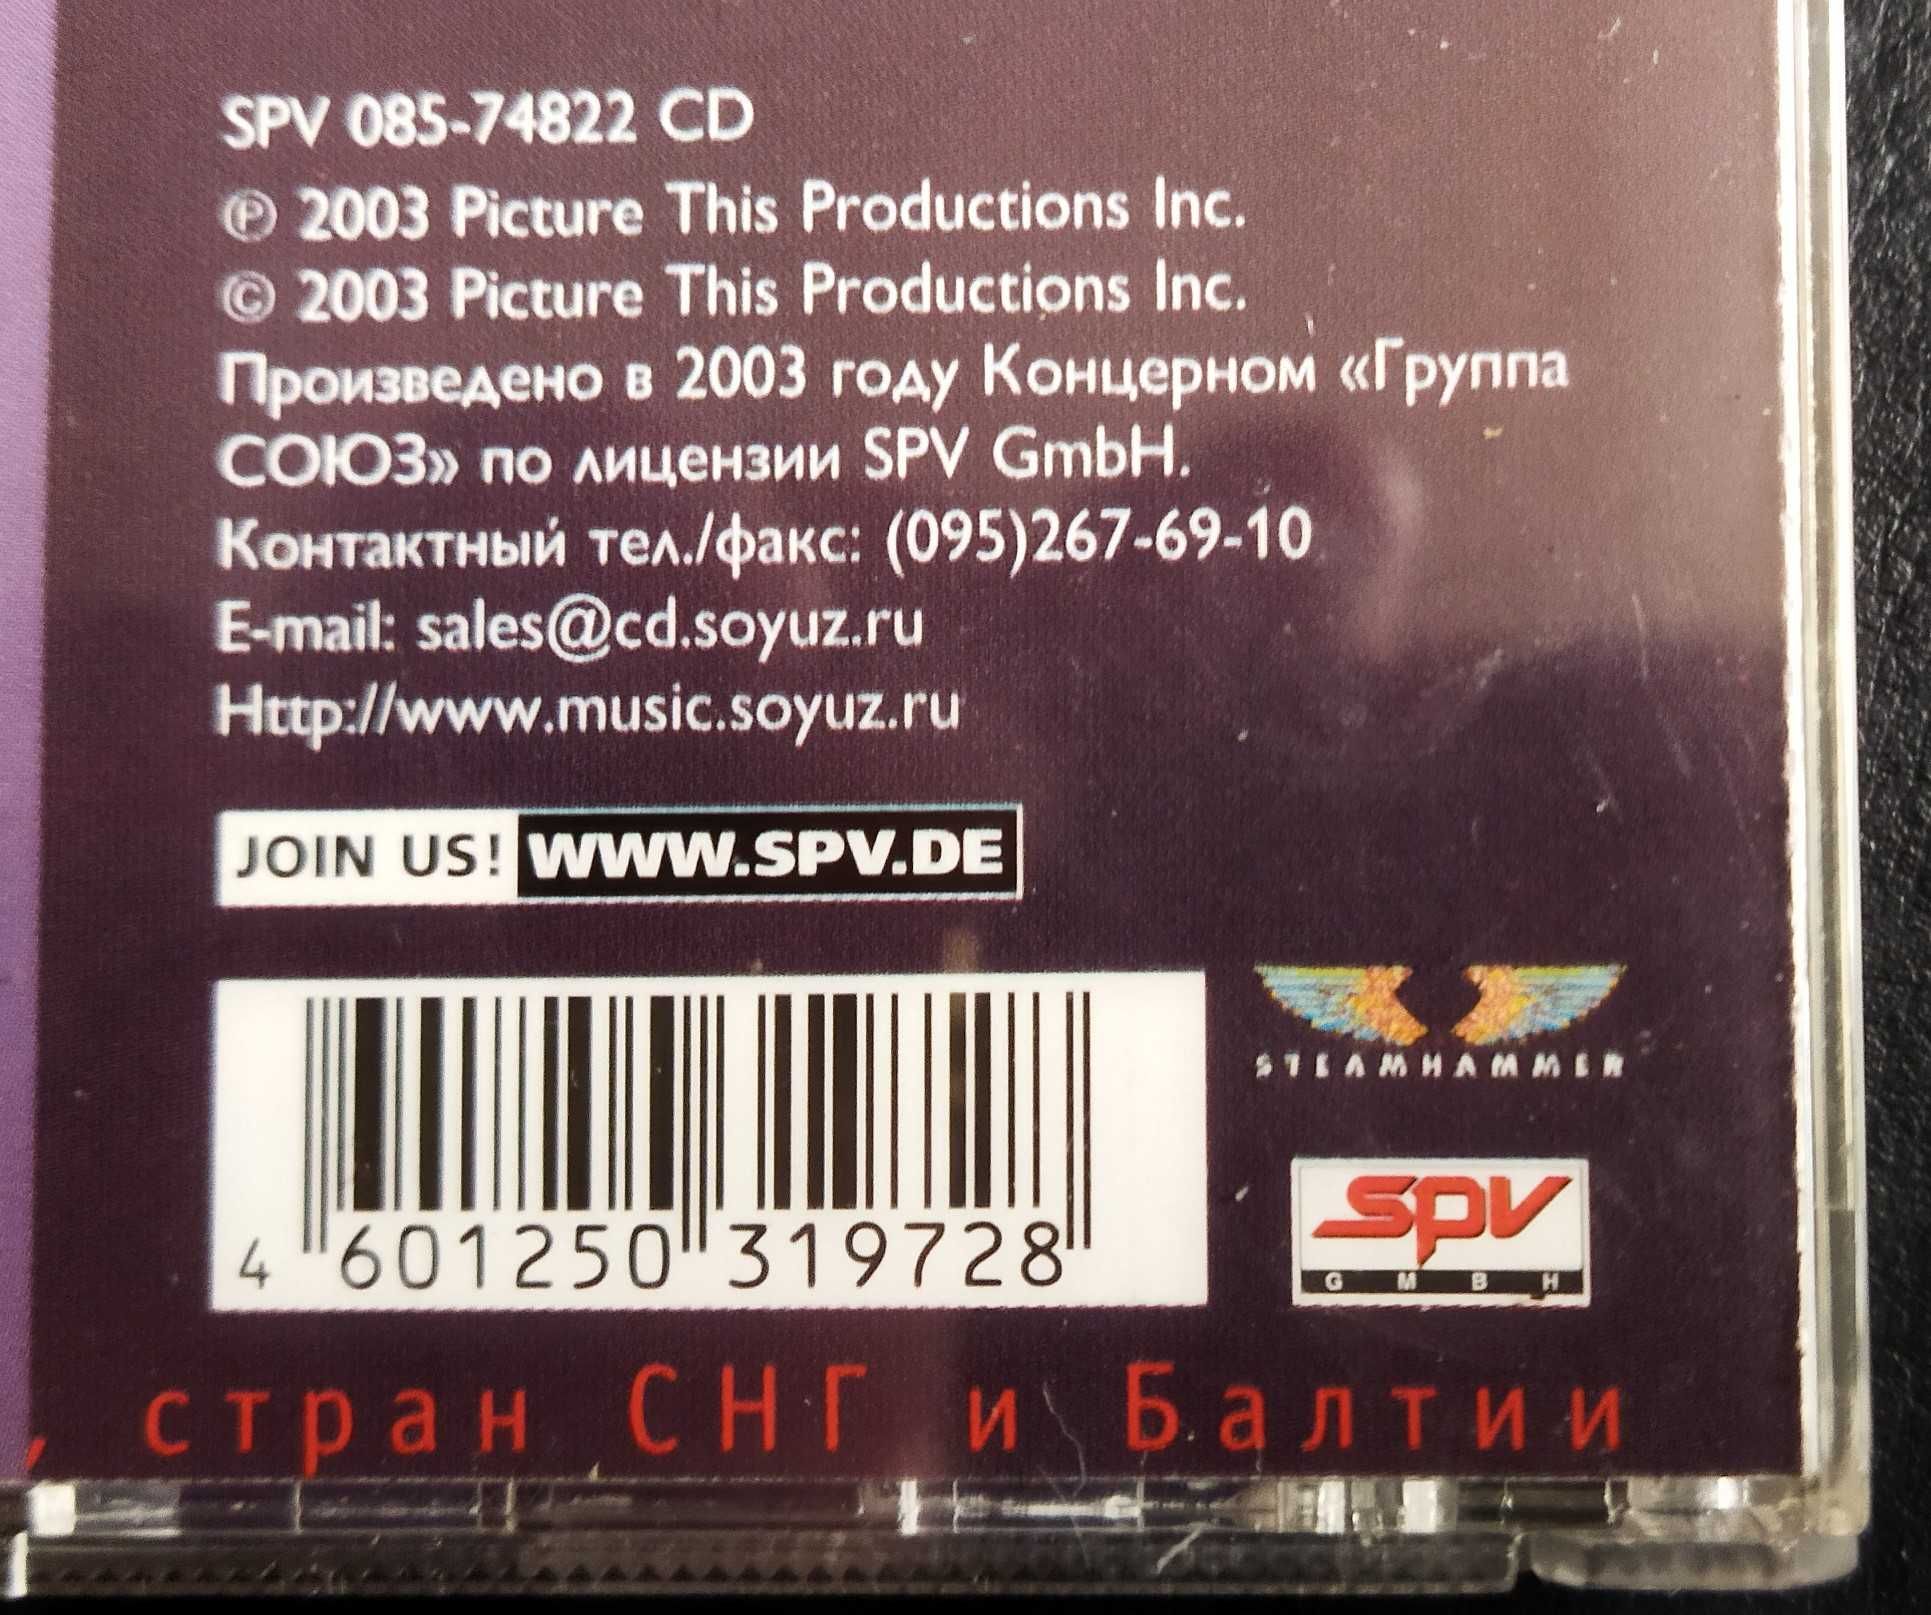 SPV 085-74822 CD
℗ 2003 Picture This Productions Inc.
© 2003 Picture This Productions Inc.
Произведено в 2003 году Концерном «Группа
СОЮЗ» по лицензии SPV GmbH.
Контактный тел./факс: (095)267-69-10
E-mail: sales@cd.soyuz.ru
Http://www.music.soyuz.ru
JOIN US! WWW.SPV.DE
STEAMHAMMER
SPV
GMBH
4 601250 319728
, стран СНГ и Балтии